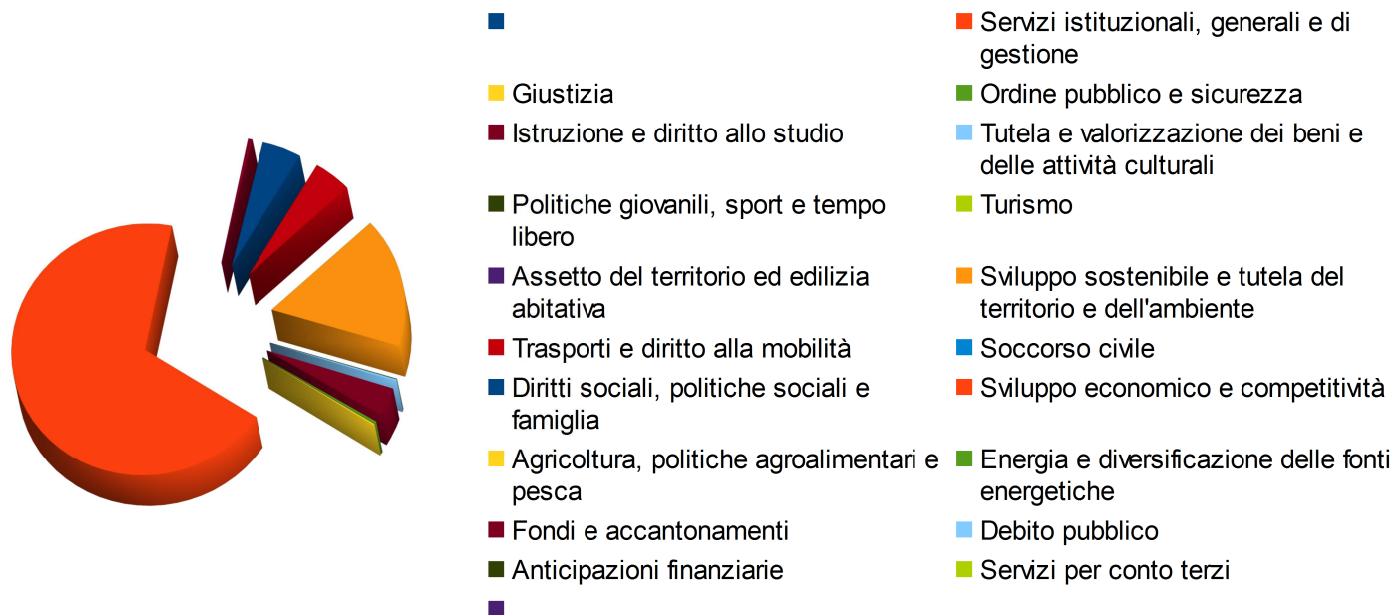 Servizi istituzionali, generali e di
gestione
Giustizia
Ordine pubblico e sicurezza
Istruzione e diritto allo studio
Tutela e valorizzazione dei beni e
delle attività culturali
Politiche giovanili, sport e tempo
libero
Turismo
Assetto del territorio ed edilizia
abitativa
Sviluppo sostenibile e tutela del
territorio e dell'ambiente
Trasporti e diritto alla mobilità
Soccorso civile
Diritti sociali, politiche sociali e
famiglia
Sviluppo economico e competitività
Agricoltura, politiche agroalimentari e
pesca
Energia e diversificazione delle fonti
energetiche
Fondi e accantonamenti
Debito pubblico
Anticipazioni finanziarie
Servizi per conto terzi